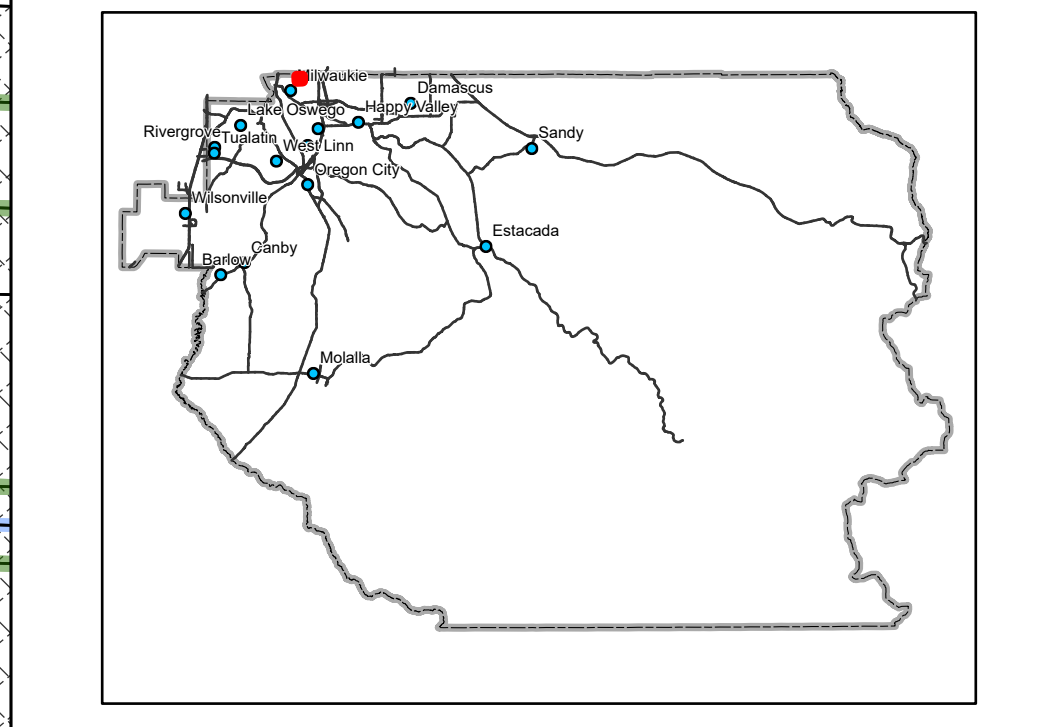 Milwaukie
Damascus
Lake Oswego
Happy Valley
Rivergrove
Tualatin
Sandy
West Linn
Oregon City
Wilsonville
Estacada
Canby
Barlow
Molalla